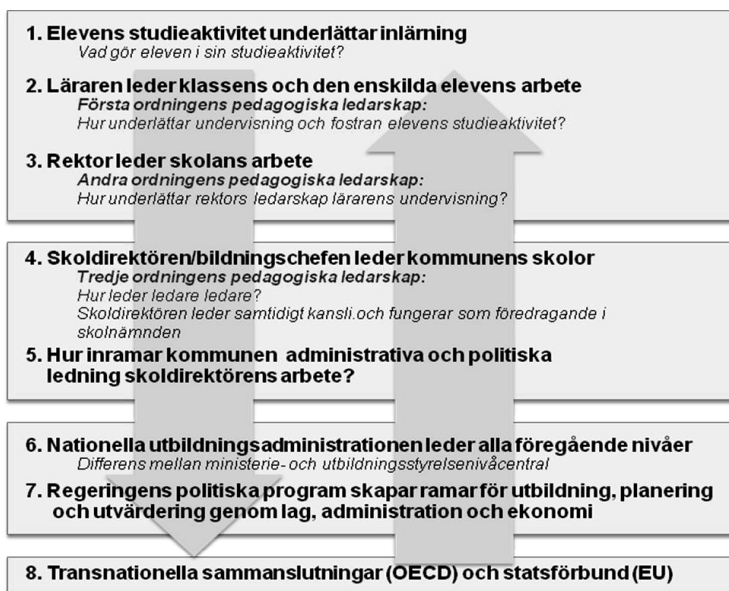 1. Elevens studieaktivitet underlättar inlärning
Vad gör eleven i sin studieaktivitet?
2. Läraren leder klassens och den enskilda elevens arbete
Första ordningens pedagogiska ledarskap:
Hur underlättar undervisning och fostran elevens studieaktivitet?
3. Rektor leder skolans arbete
Andra ordningens pedagogiska ledarskap:
Hur underlättar rektors ledarskap lärarens undervisning?
4. Skoldirektören/bildningschefen leder kommunens skolor
Tredje ordningens pedagogiska ledarskap:
Hur leder ledare ledare?
Skoldirektören leder samtidigt kansli.och fungerar som föredragande i
skolnämnden
5. Hur inramar kommunen administrativa och politiska
ledning skoldirektörens arbete?
6. Nationella utbildningsadministrationen leder alla föregående nivåer
Differens mellan ministerie- och utbildningsstyrelsenivåcentral
7. Regeringens politiska program skapar ramar för utbildning, planering
och utvärdering genom lag, administration och ekonomi
8. Transnationella sammanslutningar (OECD) och statsförbund (EU)